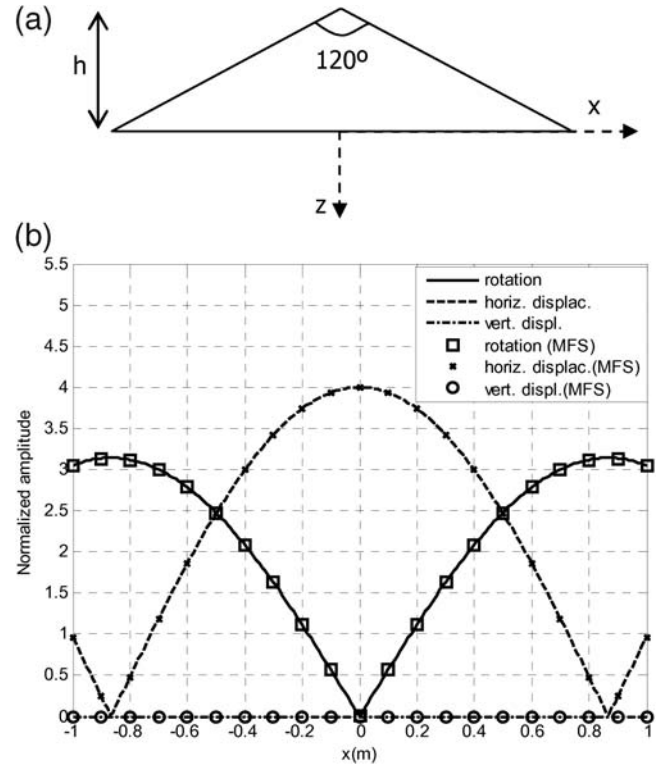 (a)
h
120º
x
z
(b)
5.5
5
4.5
4
3.5
3
2.5
2
1.5
1
0.5
0
Normalized amplitude
rotation
horiz. displac.
vert. displ.
rotation (MFS)
horiz. displac.(MFS)
vert. displ.(MFS)
-1 -0.8 -0.6 -0.4 -0.2 0 0.2 0.4 0.6 0.8 1
x(m)